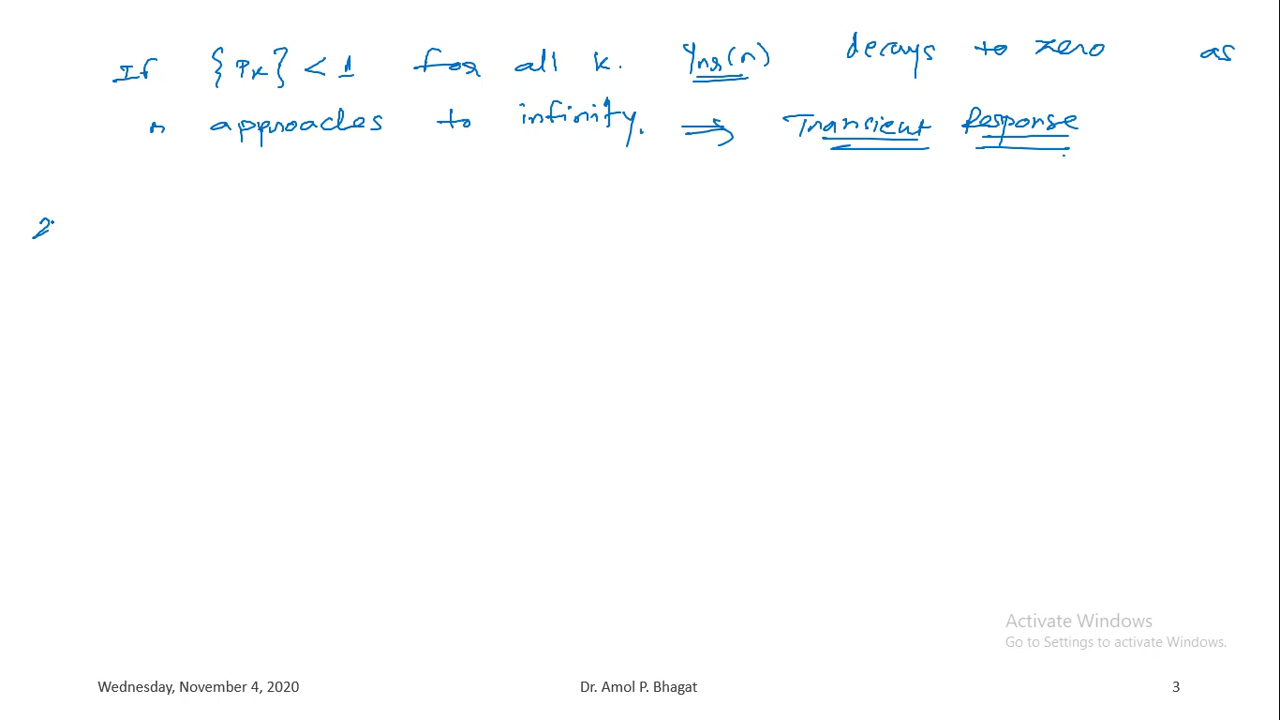 If {Pk} < 1 for all k. ynr(n) decays to zero as
n approacles to infinity. ⇒ Transient Response
2.
Activate Windows
Go to Settings to activate Windows.
Wednesday, November 4, 2020 Dr. Amol P. Bhagat 3